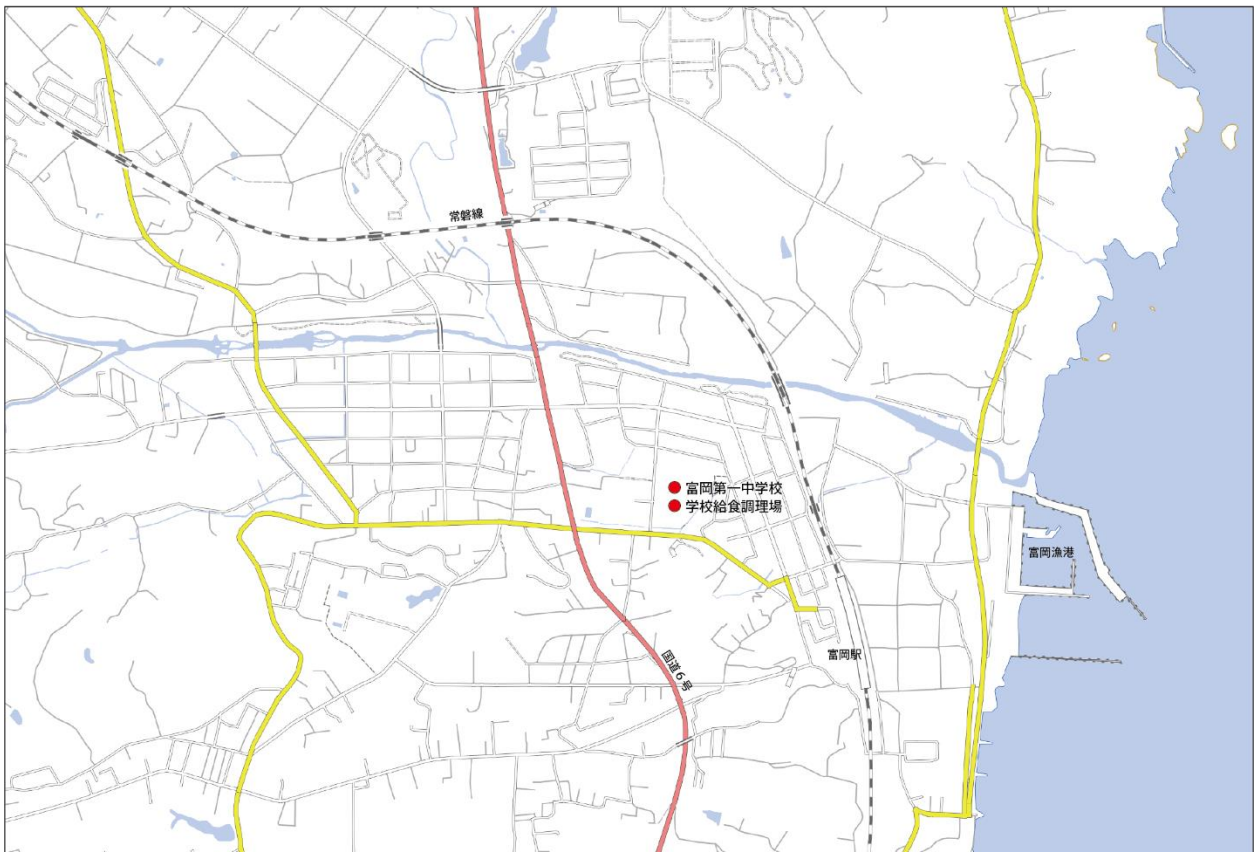 常磐線
富岡第一中学校
学校給食調理場
富岡漁港
富岡駅
国道6号